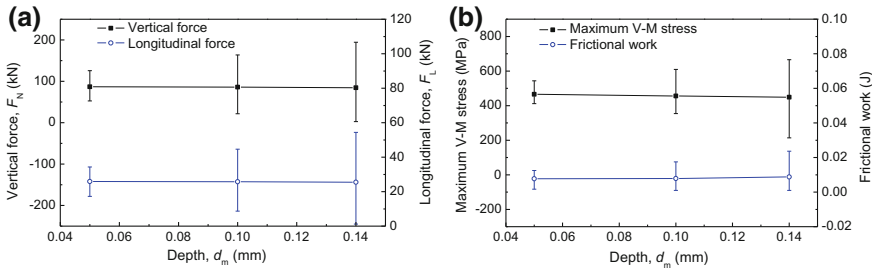 (a)
Vertical force
Longitudinal force
Vertical force, F_N (kN)
200
100
0
-100
-200
Longitudinal force, F_L (kN)
120
100
80
60
40
20
0
0.04 0.06 0.08 0.10 0.12 0.14
Depth, d_m (mm)
(b)
Maximum V-M stress
Frictional work
Maximum V-M stress (MPa)
800
600
400
200
0
-200
Frictional work (J)
0.10
0.08
0.06
0.04
0.02
0.00
-0.02
0.04 0.06 0.08 0.10 0.12 0.14
Depth, d_m (mm)